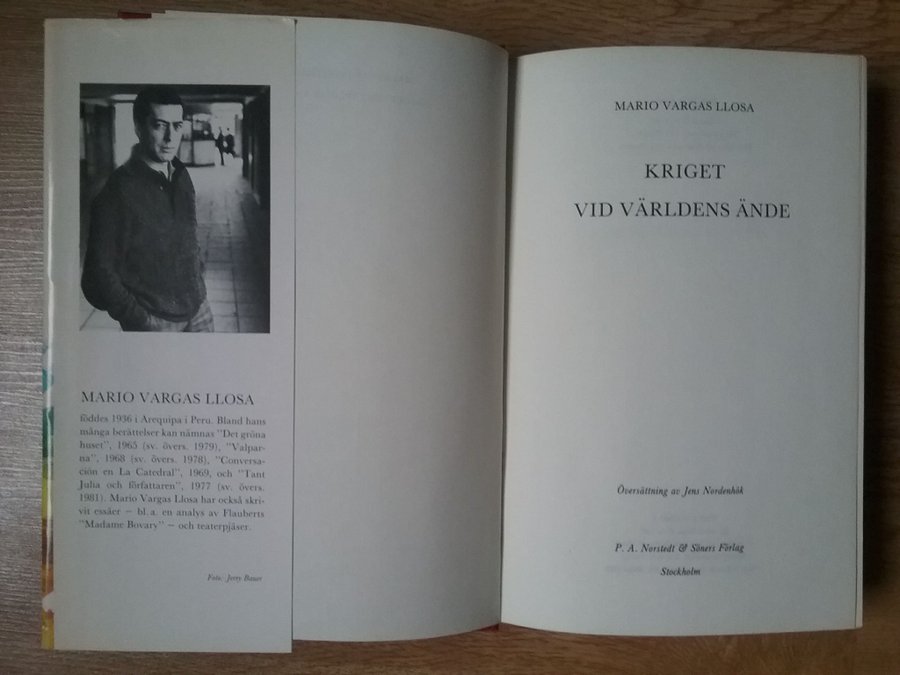 MARIO VARGAS LLOSA
föddes 1936 i Arequipa i Peru. Bland hans
många berättelser kan nämnas "Det gröna
huset", 1965 (sv. övers. 1979), "Valpar-
na", 1968 (sv. övers. 1978), "Conversa-
ción en La Catedral", 1969, och "Tant
Julia och författaren", 1977 (sv. övers.
1981). Mario Vargas Llosa har också skri-
vit essäer – bl. a. en analys av Flauberts
"Madame Bovary" – och teaterpjäser.
Foto: Jerry Bauer
MARIO VARGAS LLOSA
KRIGET
VID VÄRLDENS ÄNDE
Översättning av Jens Nordenhök
P. A. Norstedt & Söners Förlag
Stockholm